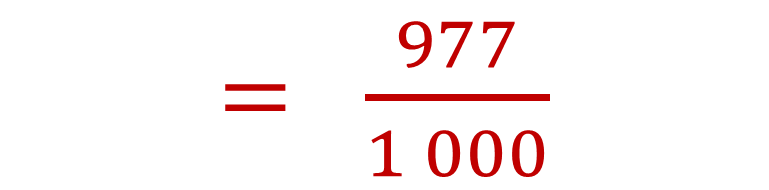 = 977
1 000